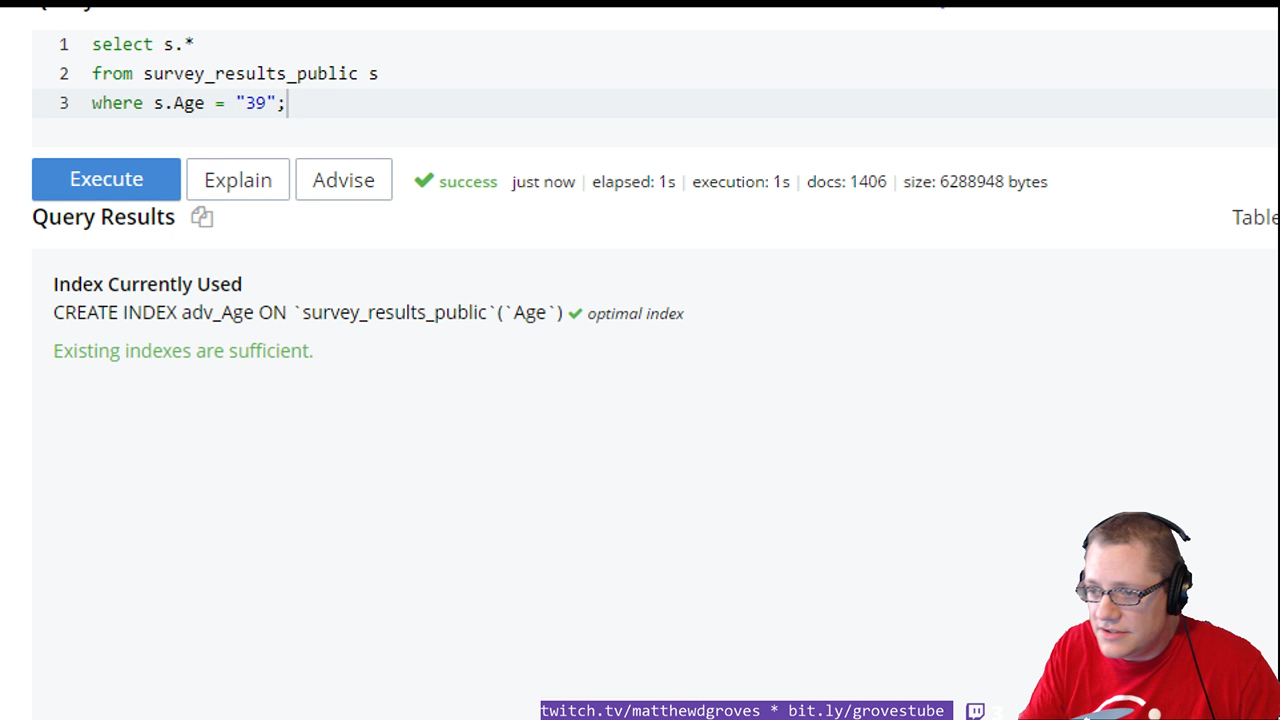 1 select s.*
2 from survey_results_public s
3 where s.Age = "39";
Execute Explain Advise success just now | elapsed: 1s | execution: 1s | docs: 1406 | size: 6288948 bytes
Query Results Table
Index Currently Used
CREATE INDEX adv_Age ON `survey_results_public`(`Age`) optimal index
Existing indexes are sufficient.
twitch.tv/matthewdgroves * bit.ly/grovestube